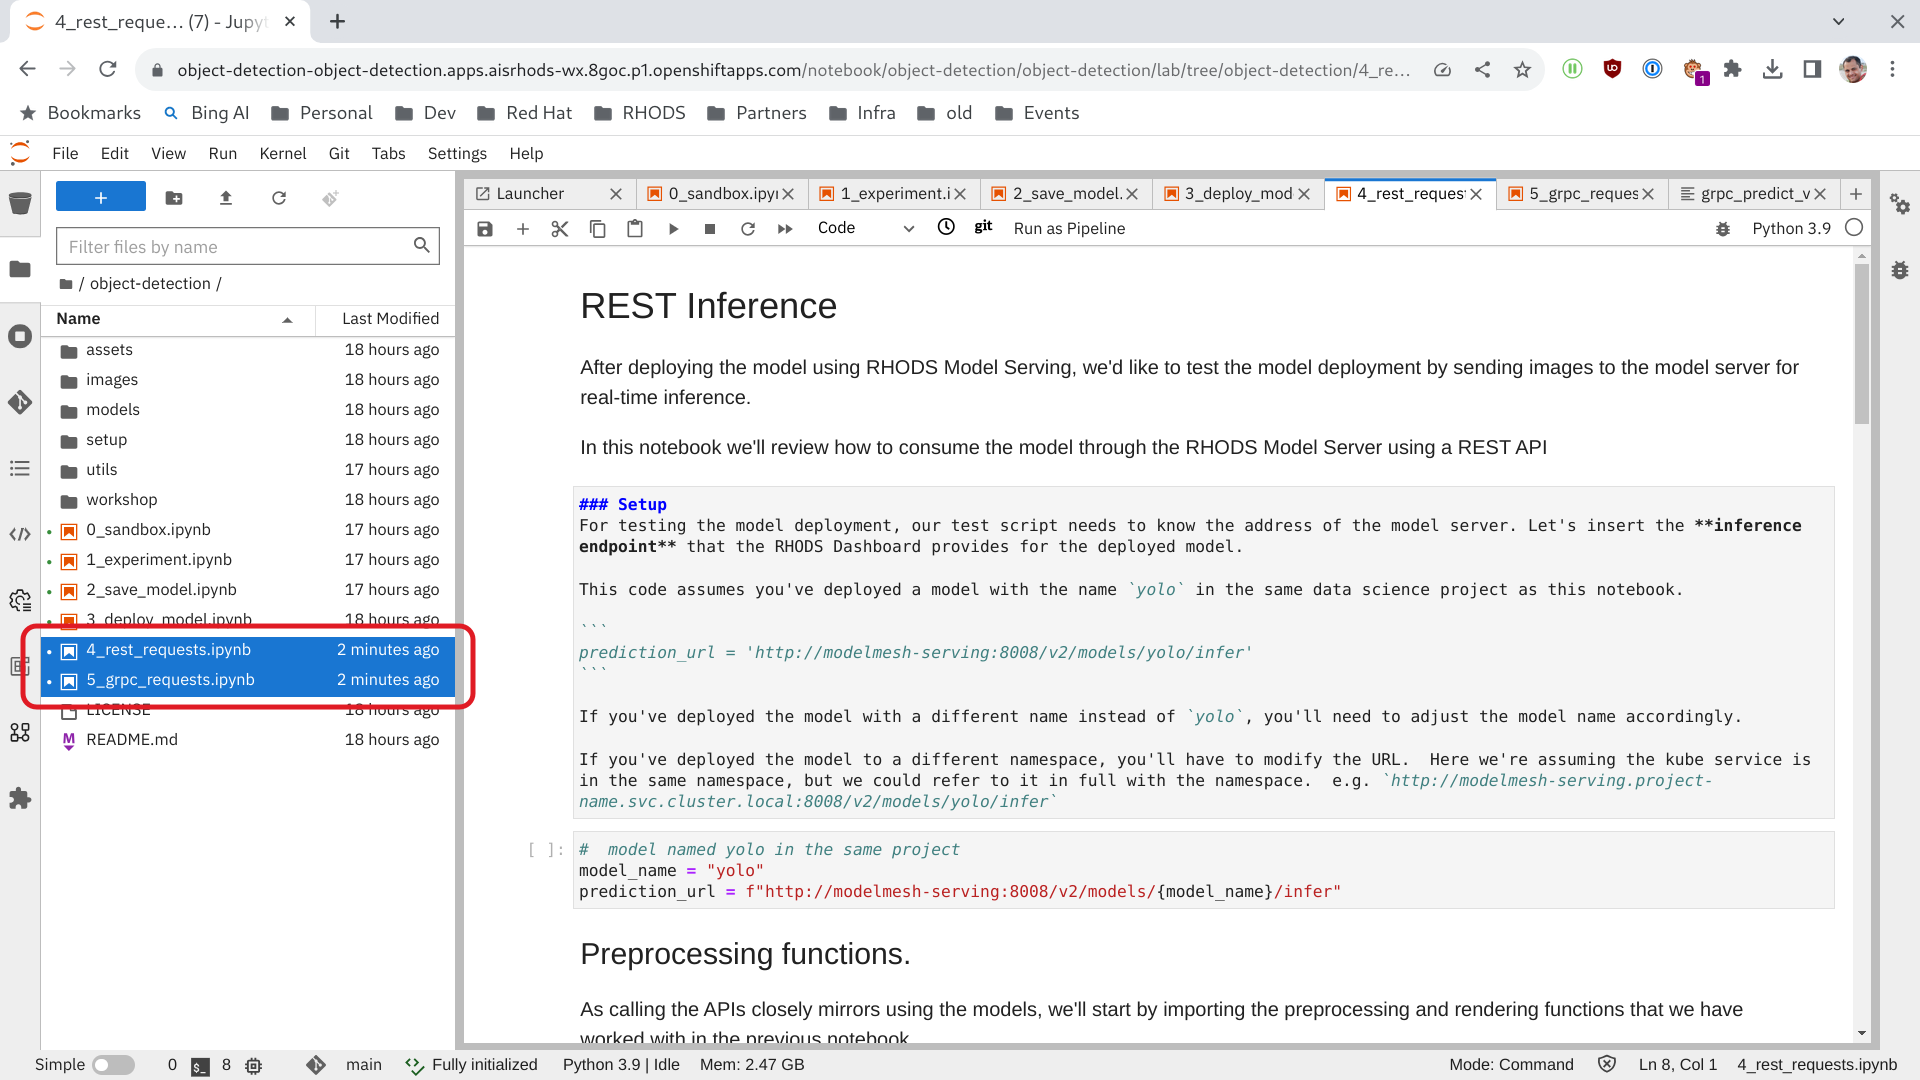 4_rest_reque… (7) - Jupyt
object-detection-object-detection.apps.aisrhods-wx.8goc.p1.openshiftapps.com/notebook/object-detection/object-detection/lab/tree/object-detection/4_re…
1
Bookmarks Bing AI Personal Dev Red Hat RHODS Partners Infra old Events
File Edit View Run Kernel Git Tabs Settings Help
Launcher 0_sandbox.ipyn 1_experiment.i 2_save_model. 3_deploy_mod 4_rest_request 5_grpc_reques grpc_predict_v
Code git Run as Pipeline Python 3.9
Filter files by name
/ object-detection /
Name Last Modified
assets 18 hours ago
images 18 hours ago
models 18 hours ago
setup 18 hours ago
utils 17 hours ago
workshop 18 hours ago
0_sandbox.ipynb 17 hours ago
1_experiment.ipynb 17 hours ago
2_save_model.ipynb 17 hours ago
3_deploy_model.ipynb 18 hours ago
4_rest_requests.ipynb 2 minutes ago
5_grpc_requests.ipynb 2 minutes ago
LICENSE 18 hours ago
README.md 18 hours ago
REST Inference
After deploying the model using RHODS Model Serving, we'd like to test the model deployment by sending images to the model server for
real-time inference.
In this notebook we'll review how to consume the model through the RHODS Model Server using a REST API
### Setup
For testing the model deployment, our test script needs to know the address of the model server. Let's insert the **inference
endpoint** that the RHODS Dashboard provides for the deployed model.
This code assumes you've deployed a model with the name `yolo` in the same data science project as this notebook.
```
prediction_url = 'http://modelmesh-serving:8008/v2/models/yolo/infer'
```
If you've deployed the model with a different name instead of `yolo`, you'll need to adjust the model name accordingly.
If you've deployed the model to a different namespace, you'll have to modify the URL.  Here we're assuming the kube service is
in the same namespace, but we could refer to it in full with the namespace.  e.g. `http://modelmesh-serving.project-
name.svc.cluster.local:8008/v2/models/yolo/infer`
[ ]: #  model named yolo in the same project
model_name = "yolo"
prediction_url = f"http://modelmesh-serving:8008/v2/models/{model_name}/infer"
Preprocessing functions.
As calling the APIs closely mirrors using the models, we'll start by importing the preprocessing and rendering functions that we have
worked with in the previous notebook
Simple 0 8 main Fully initialized Python 3.9 | Idle Mem: 2.47 GB Mode: Command Ln 8, Col 1 4_rest_requests.ipynb